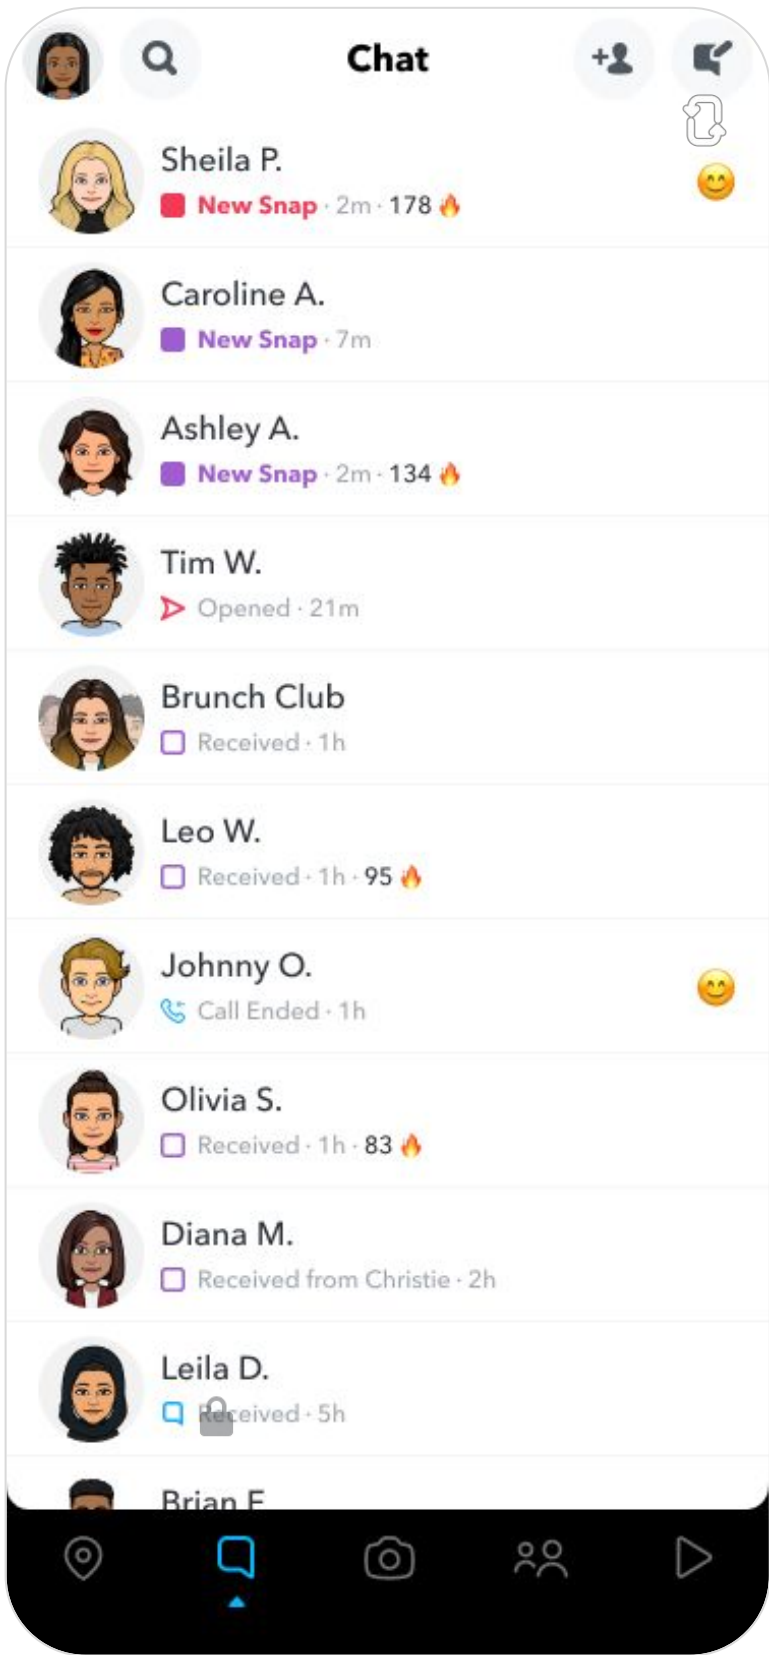 Chat
Sheila P.
New Snap · 2m · 178 🔥
Caroline A.
New Snap · 7m
Ashley A.
New Snap · 2m · 134 🔥
Tim W.
Opened · 21m
Brunch Club
Received · 1h
Leo W.
Received · 1h · 95 🔥
Johnny O.
Call Ended · 1h
Olivia S.
Received · 1h · 83 🔥
Diana M.
Received from Christie · 2h
Leila D.
Received · 5h
Brian